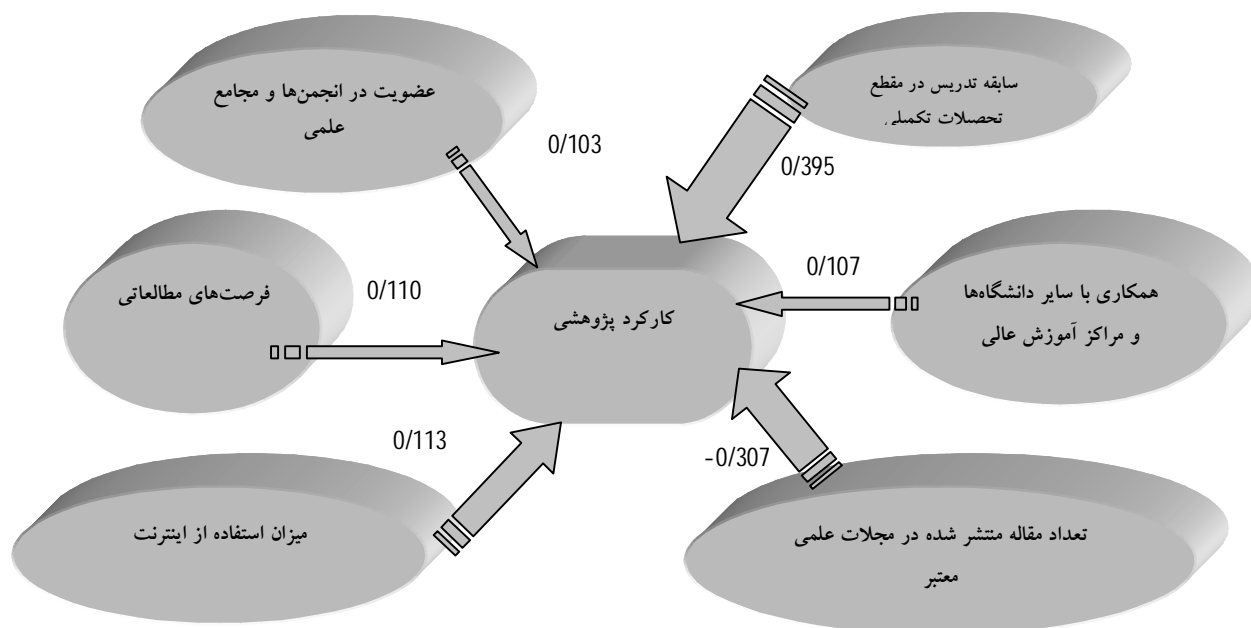 عضویت در انجمن‌ها و مجامع
علمی
سابقه تدریس در مقطع
تحصیلات تکمیلی
0/103
0/395
فرصت‌های مطالعاتی
0/110
کارکرد پژوهشی
0/107
همکاری با سایر دانشگاه‌ها
و مراکز آموزش عالی
0/113
-0/307
میزان استفاده از اینترنت
تعداد مقاله منتشر شده در مجلات علمی
معتبر